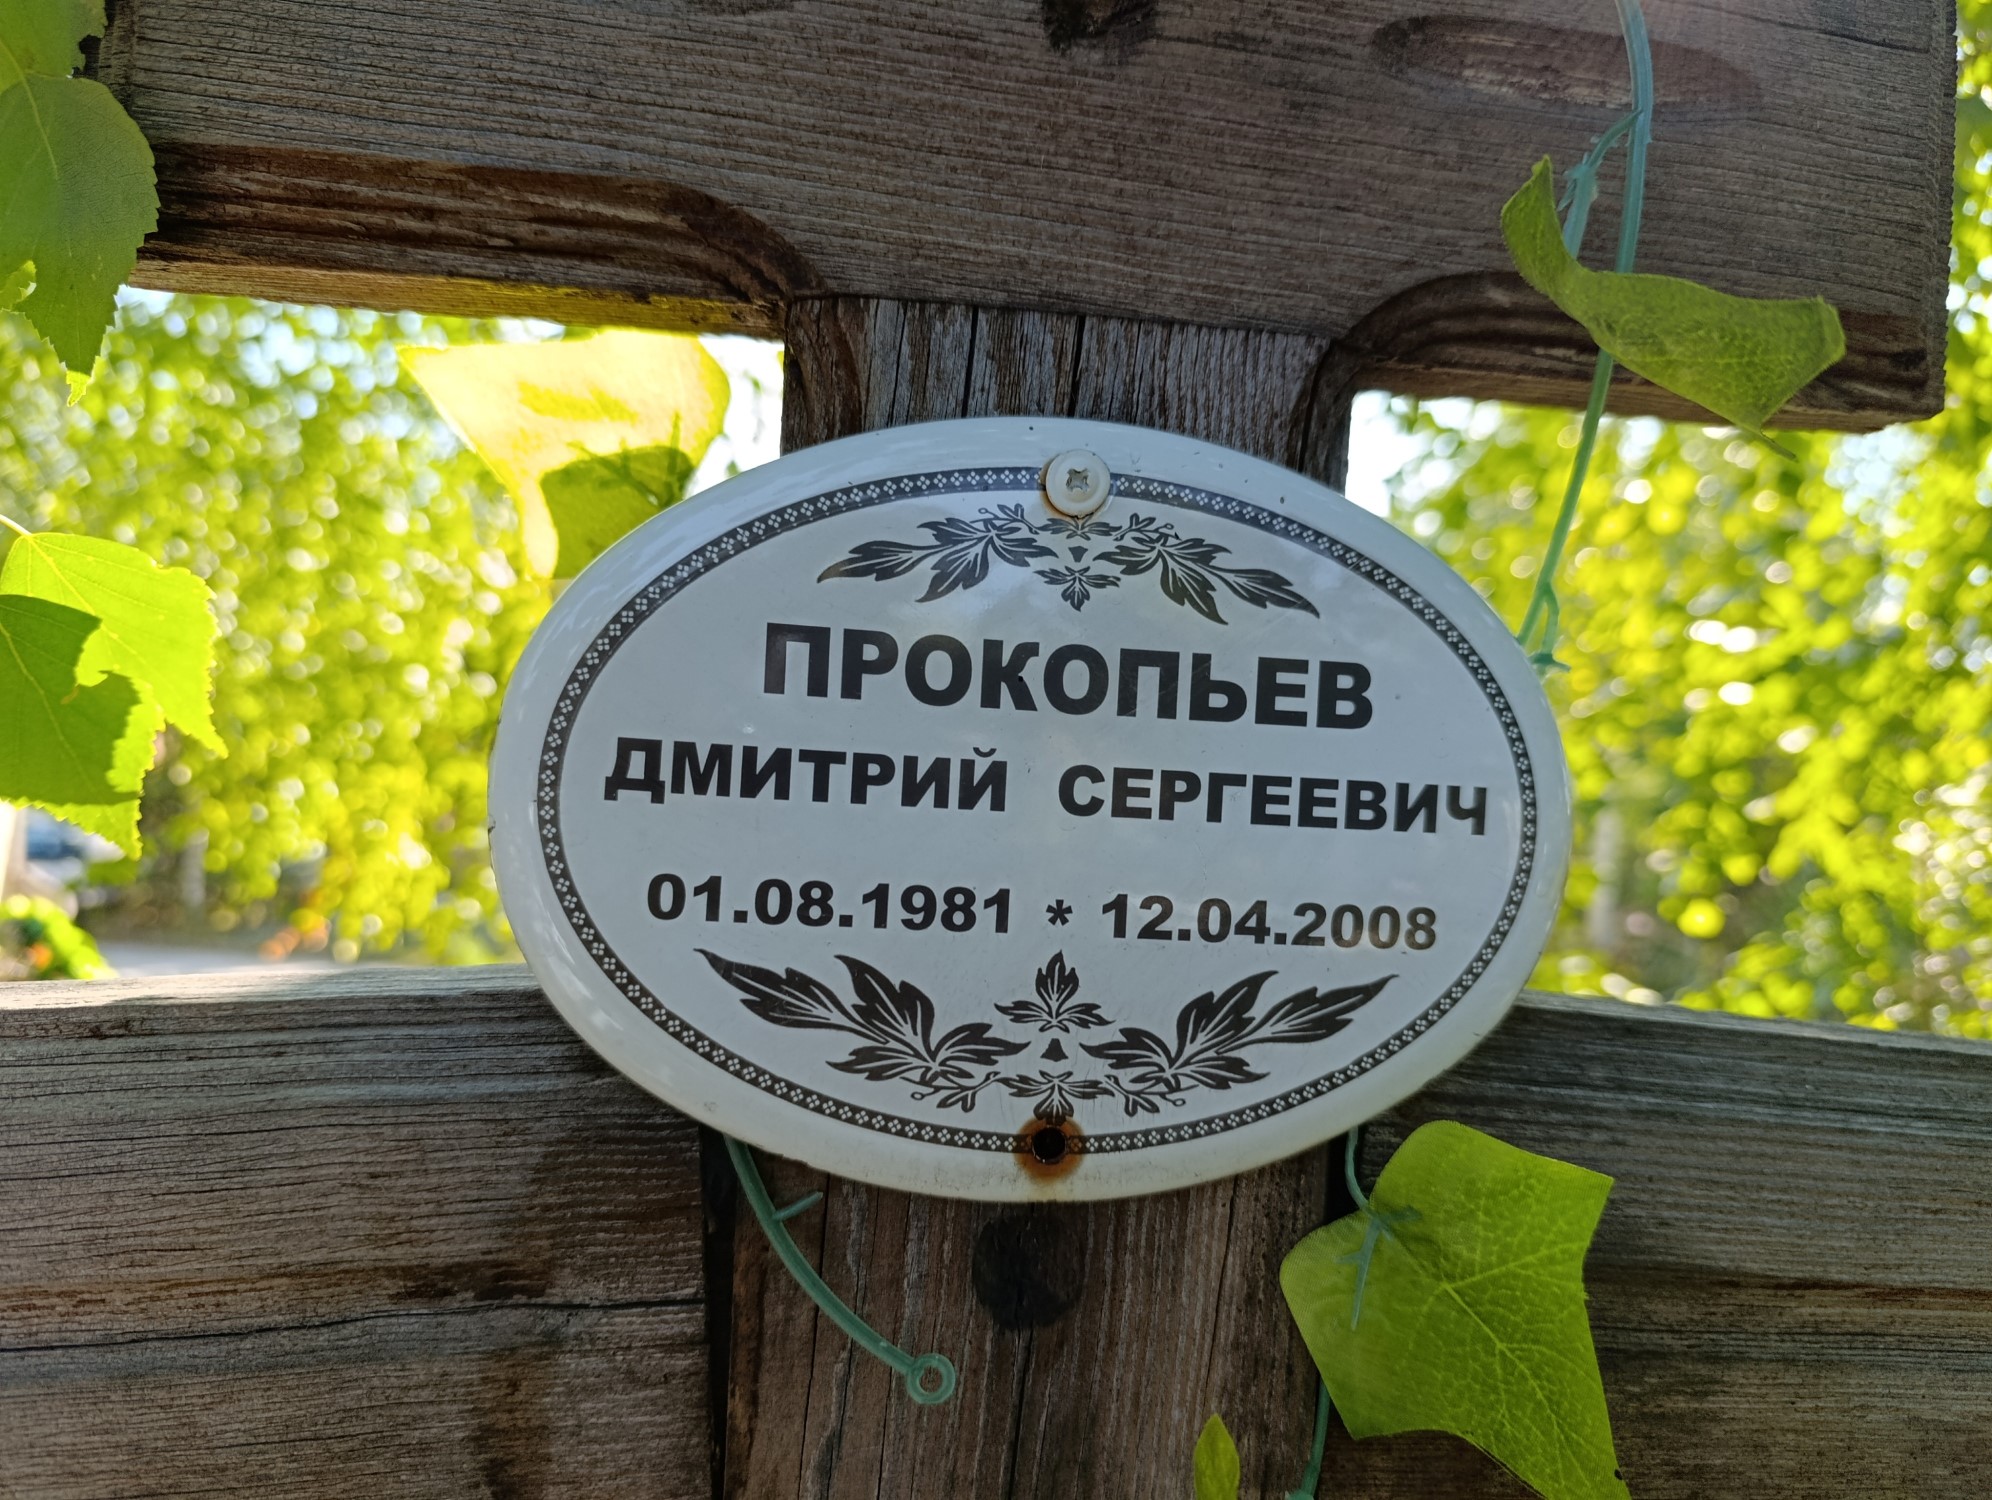 ПРОКОПЬЕВ
ДМИТРИЙ СЕРГЕЕВИЧ
01.08.1981 * 12.04.2008